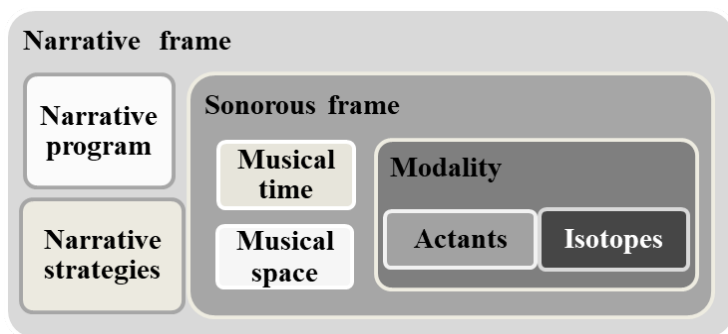 Narrative frame
Narrative
program
Narrative
strategies
Sonorous frame
Musical
time
Musical
space
Modality
Actants
Isotopes